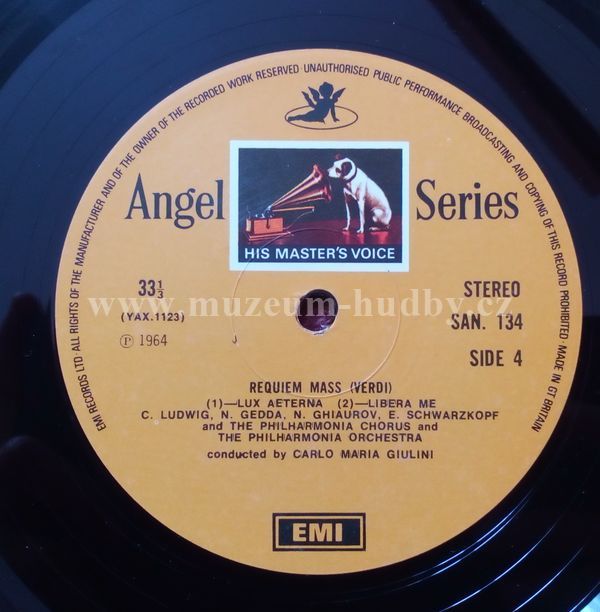 EMI RECORDS LTD·ALL RIGHTS OF THE MANUFACTURER AND OF THE OWNER OF THE RECORDED WORK RESERVED·UNAUTHORISED PUBLIC PERFORMANCE BROADCASTING AND COPYING OF THIS RECORD PROHIBITED·MADE IN GT BRITAIN
Angel Series
HIS MASTER'S VOICE
33⅓ STEREO
(YAX.1123) SAN. 134
Ⓟ 1964 SIDE 4
www.muzeum-hudby.cz
REQUIEM MASS (VERDI)
(1)—LUX AETERNA (2)—LIBERA ME
C. LUDWIG, N. GEDDA, N. GHIAUROV, E. SCHWARZKOPF
and THE PHILHARMONIA CHORUS and
THE PHILHARMONIA ORCHESTRA
conducted by CARLO MARIA GIULINI
EMI